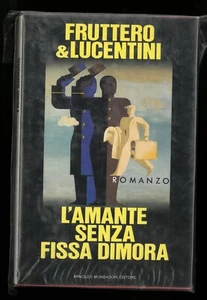 FRUTTERO
& LUCENTINI
ROMANZO
L'AMANTE
SENZA
FISSA DIMORA
ARNOLDO MONDADORI EDITORE